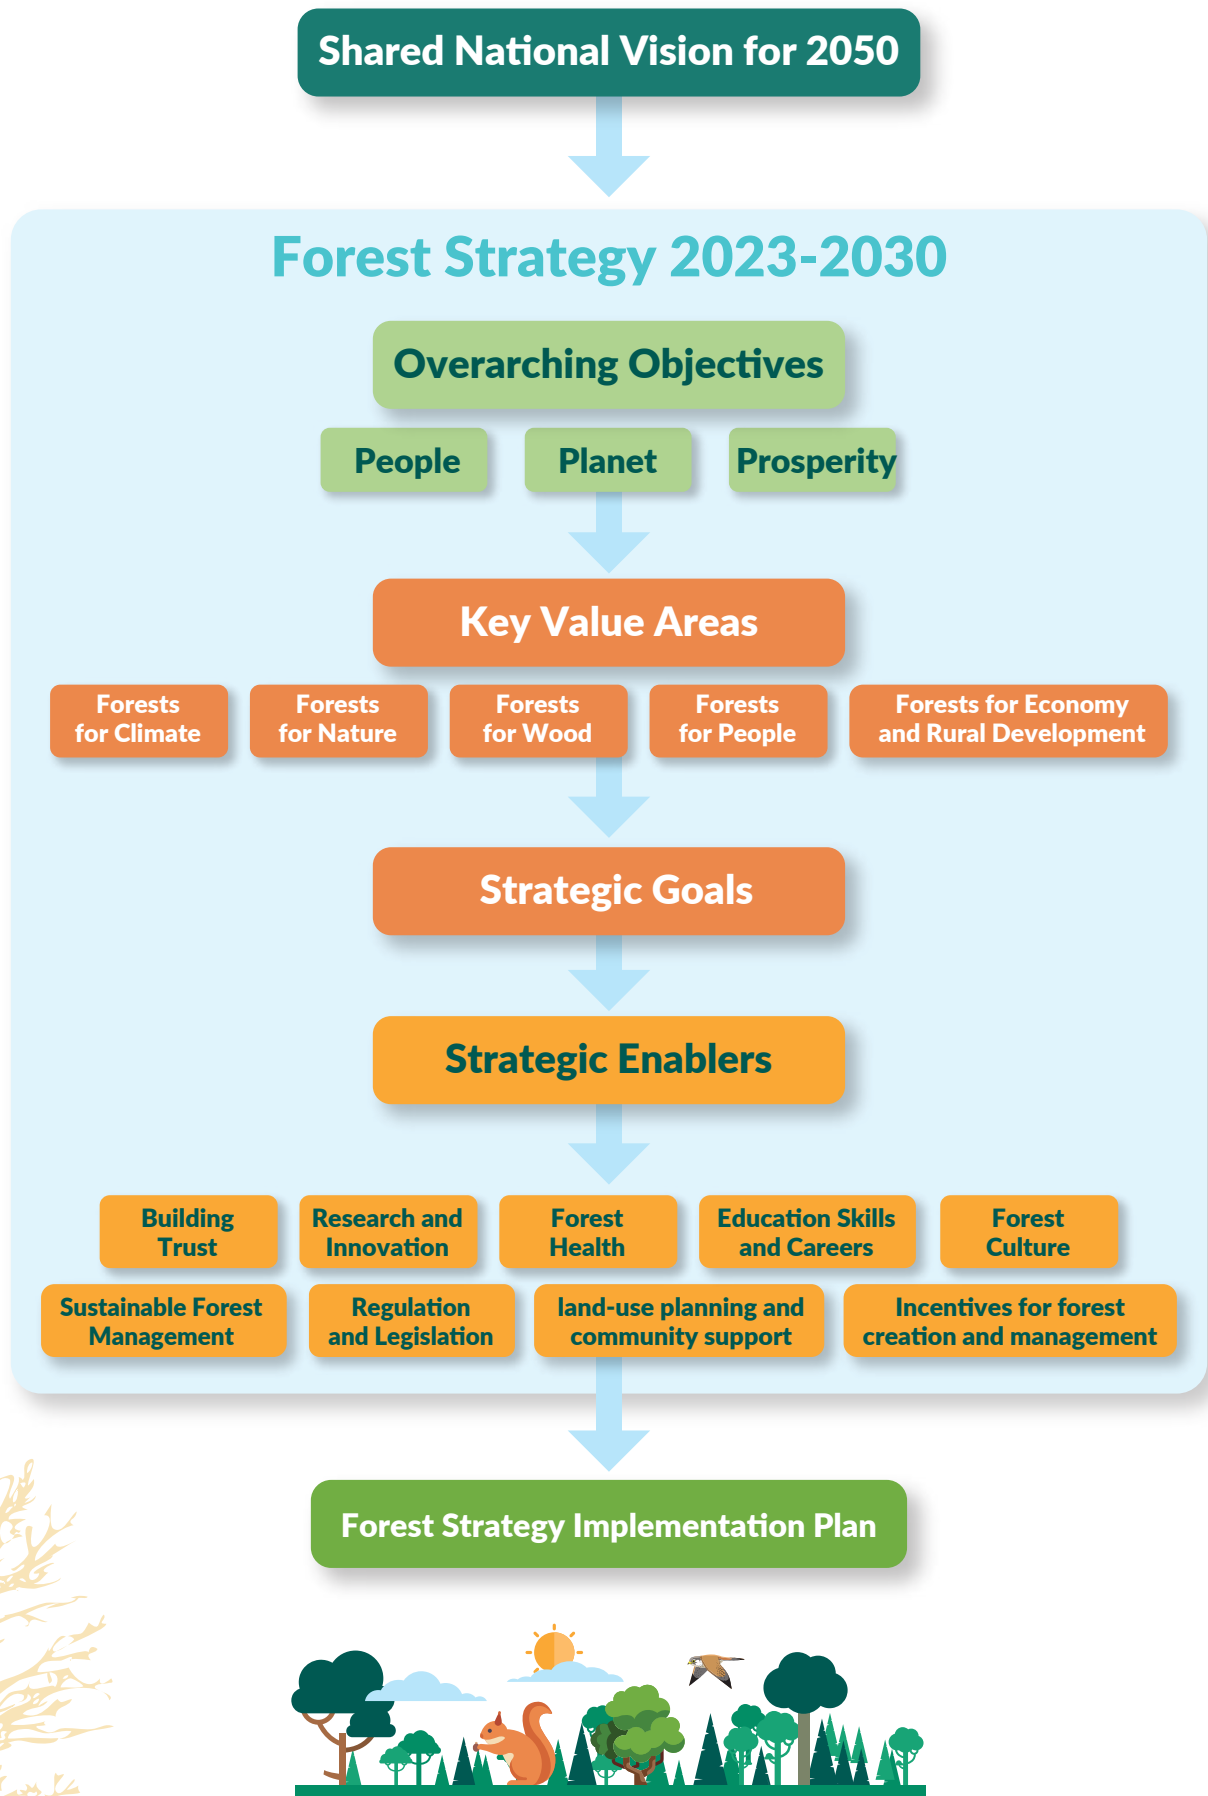 Shared National Vision for 2050
Forest Strategy 2023-2030
Overarching Objectives
People
Planet
Prosperity
Key Value Areas
Forests
for Climate
Forests
for Nature
Forests
for Wood
Forests
for People
Forests for Economy
and Rural Development
Strategic Goals
Strategic Enablers
Building
Trust
Research and
Innovation
Forest
Health
Education Skills
and Careers
Forest
Culture
Sustainable Forest
Management
Regulation
and Legislation
land-use planning and
community support
Incentives for forest
creation and management
Forest Strategy Implementation Plan